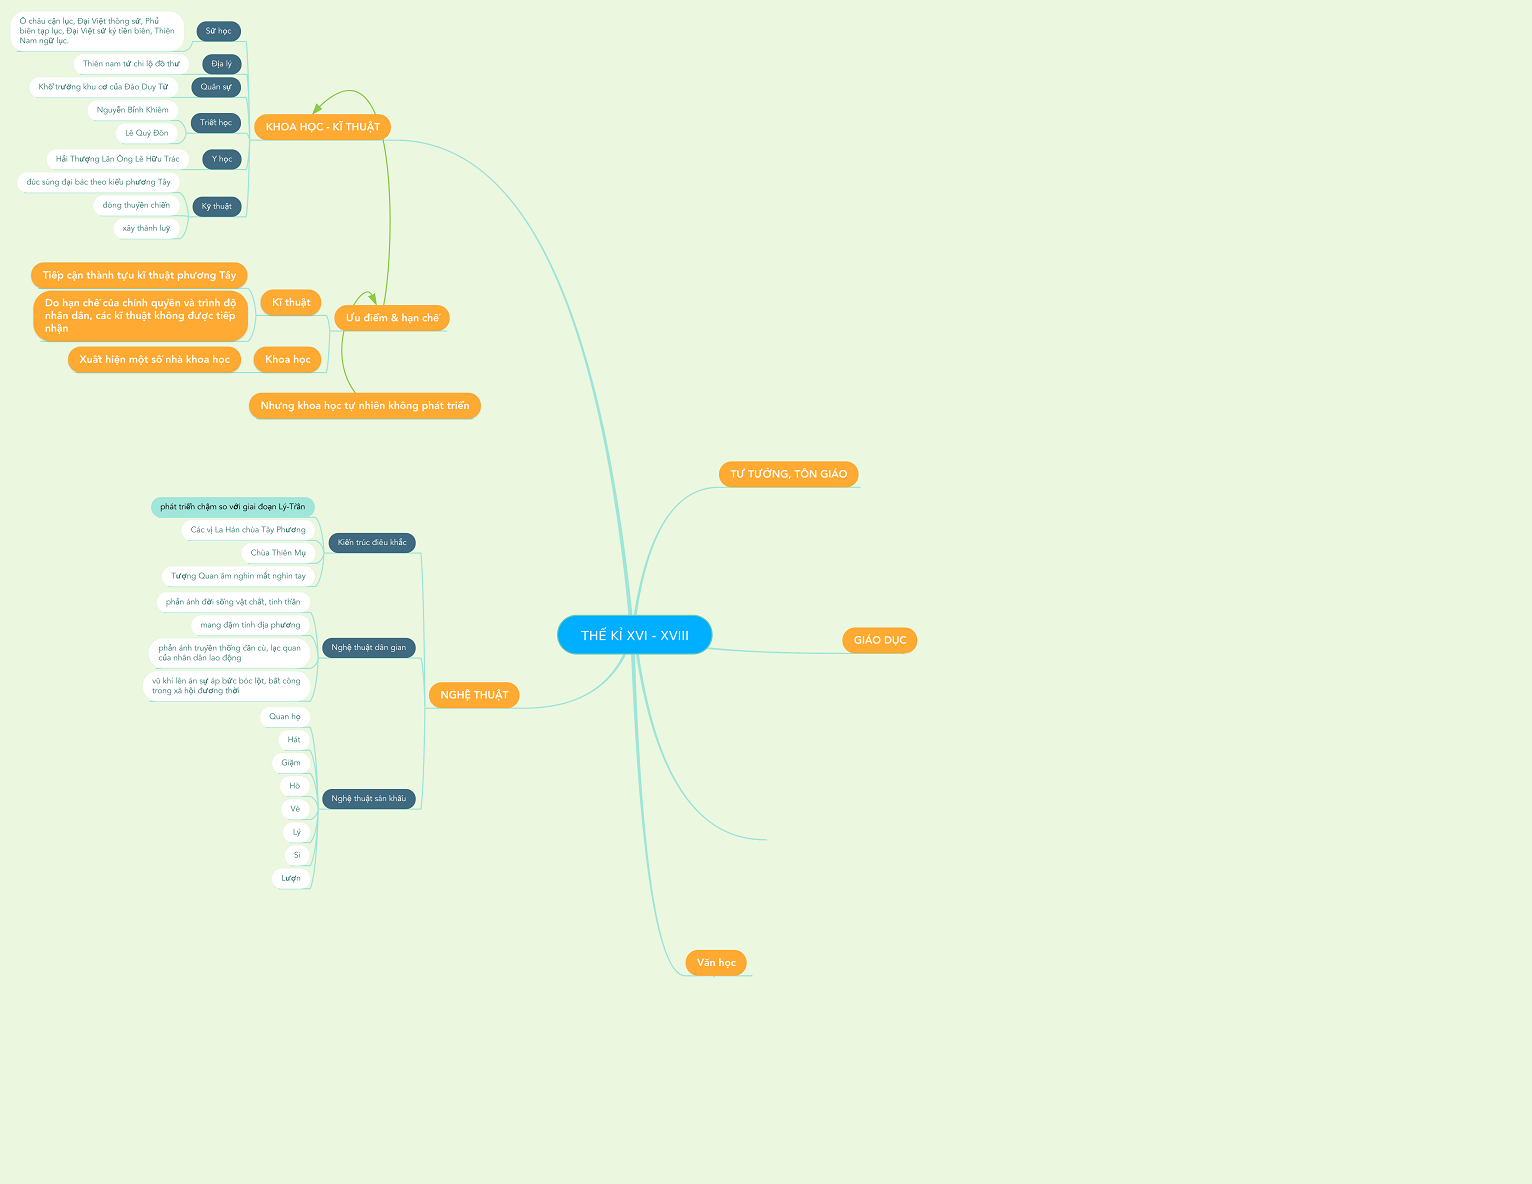 Ô châu cận lục, Đại Việt thông sử, Phủ
biên tạp lục, Đại Việt sử ký tiền biên, Thiên
Nam ngữ lục.
Sử học
Thiên nam tứ chi lộ đồ thư
Địa lý
Khổ trướng khu cơ của Đào Duy Từ
Quân sự
Nguyễn Bỉnh Khiêm
Lê Quý Đôn
Triết học
Hải Thượng Lãn Ông Lê Hữu Trác
Y học
đúc súng đại bác theo kiểu phương Tây
đóng thuyền chiến
xây thành luỹ
Kỹ thuật
KHOA HỌC - KĨ THUẬT
Tiếp cận thành tựu kĩ thuật phương Tây
Do hạn chế của chính quyền và trình độ
nhân dân, các kĩ thuật không được tiếp
nhận
Kĩ thuật
Xuất hiện một số nhà khoa học
Khoa học
Ưu điểm & hạn chế
Nhưng khoa học tự nhiên không phát triển
TƯ TƯỞNG, TÔN GIÁO
phát triển chậm so với giai đoạn Lý-Trần
Các vị La Hán chùa Tây Phương
Chùa Thiên Mụ
Tượng Quan âm nghìn mắt nghìn tay
Kiến trúc điêu khắc
phản ánh đời sống vật chất, tinh thần
mang đậm tính địa phương
phản ánh truyền thống cần cù, lạc quan
của nhân dân lao động
vũ khí lên án sự áp bức bóc lột, bất công
trong xã hội đương thời
Nghệ thuật dân gian
Quan họ
Hát
Giặm
Hò
Vè
Lý
Si
Lượn
Nghệ thuật sân khấu
NGHỆ THUẬT
THẾ KỈ XVI - XVIII
GIÁO DỤC
Văn học